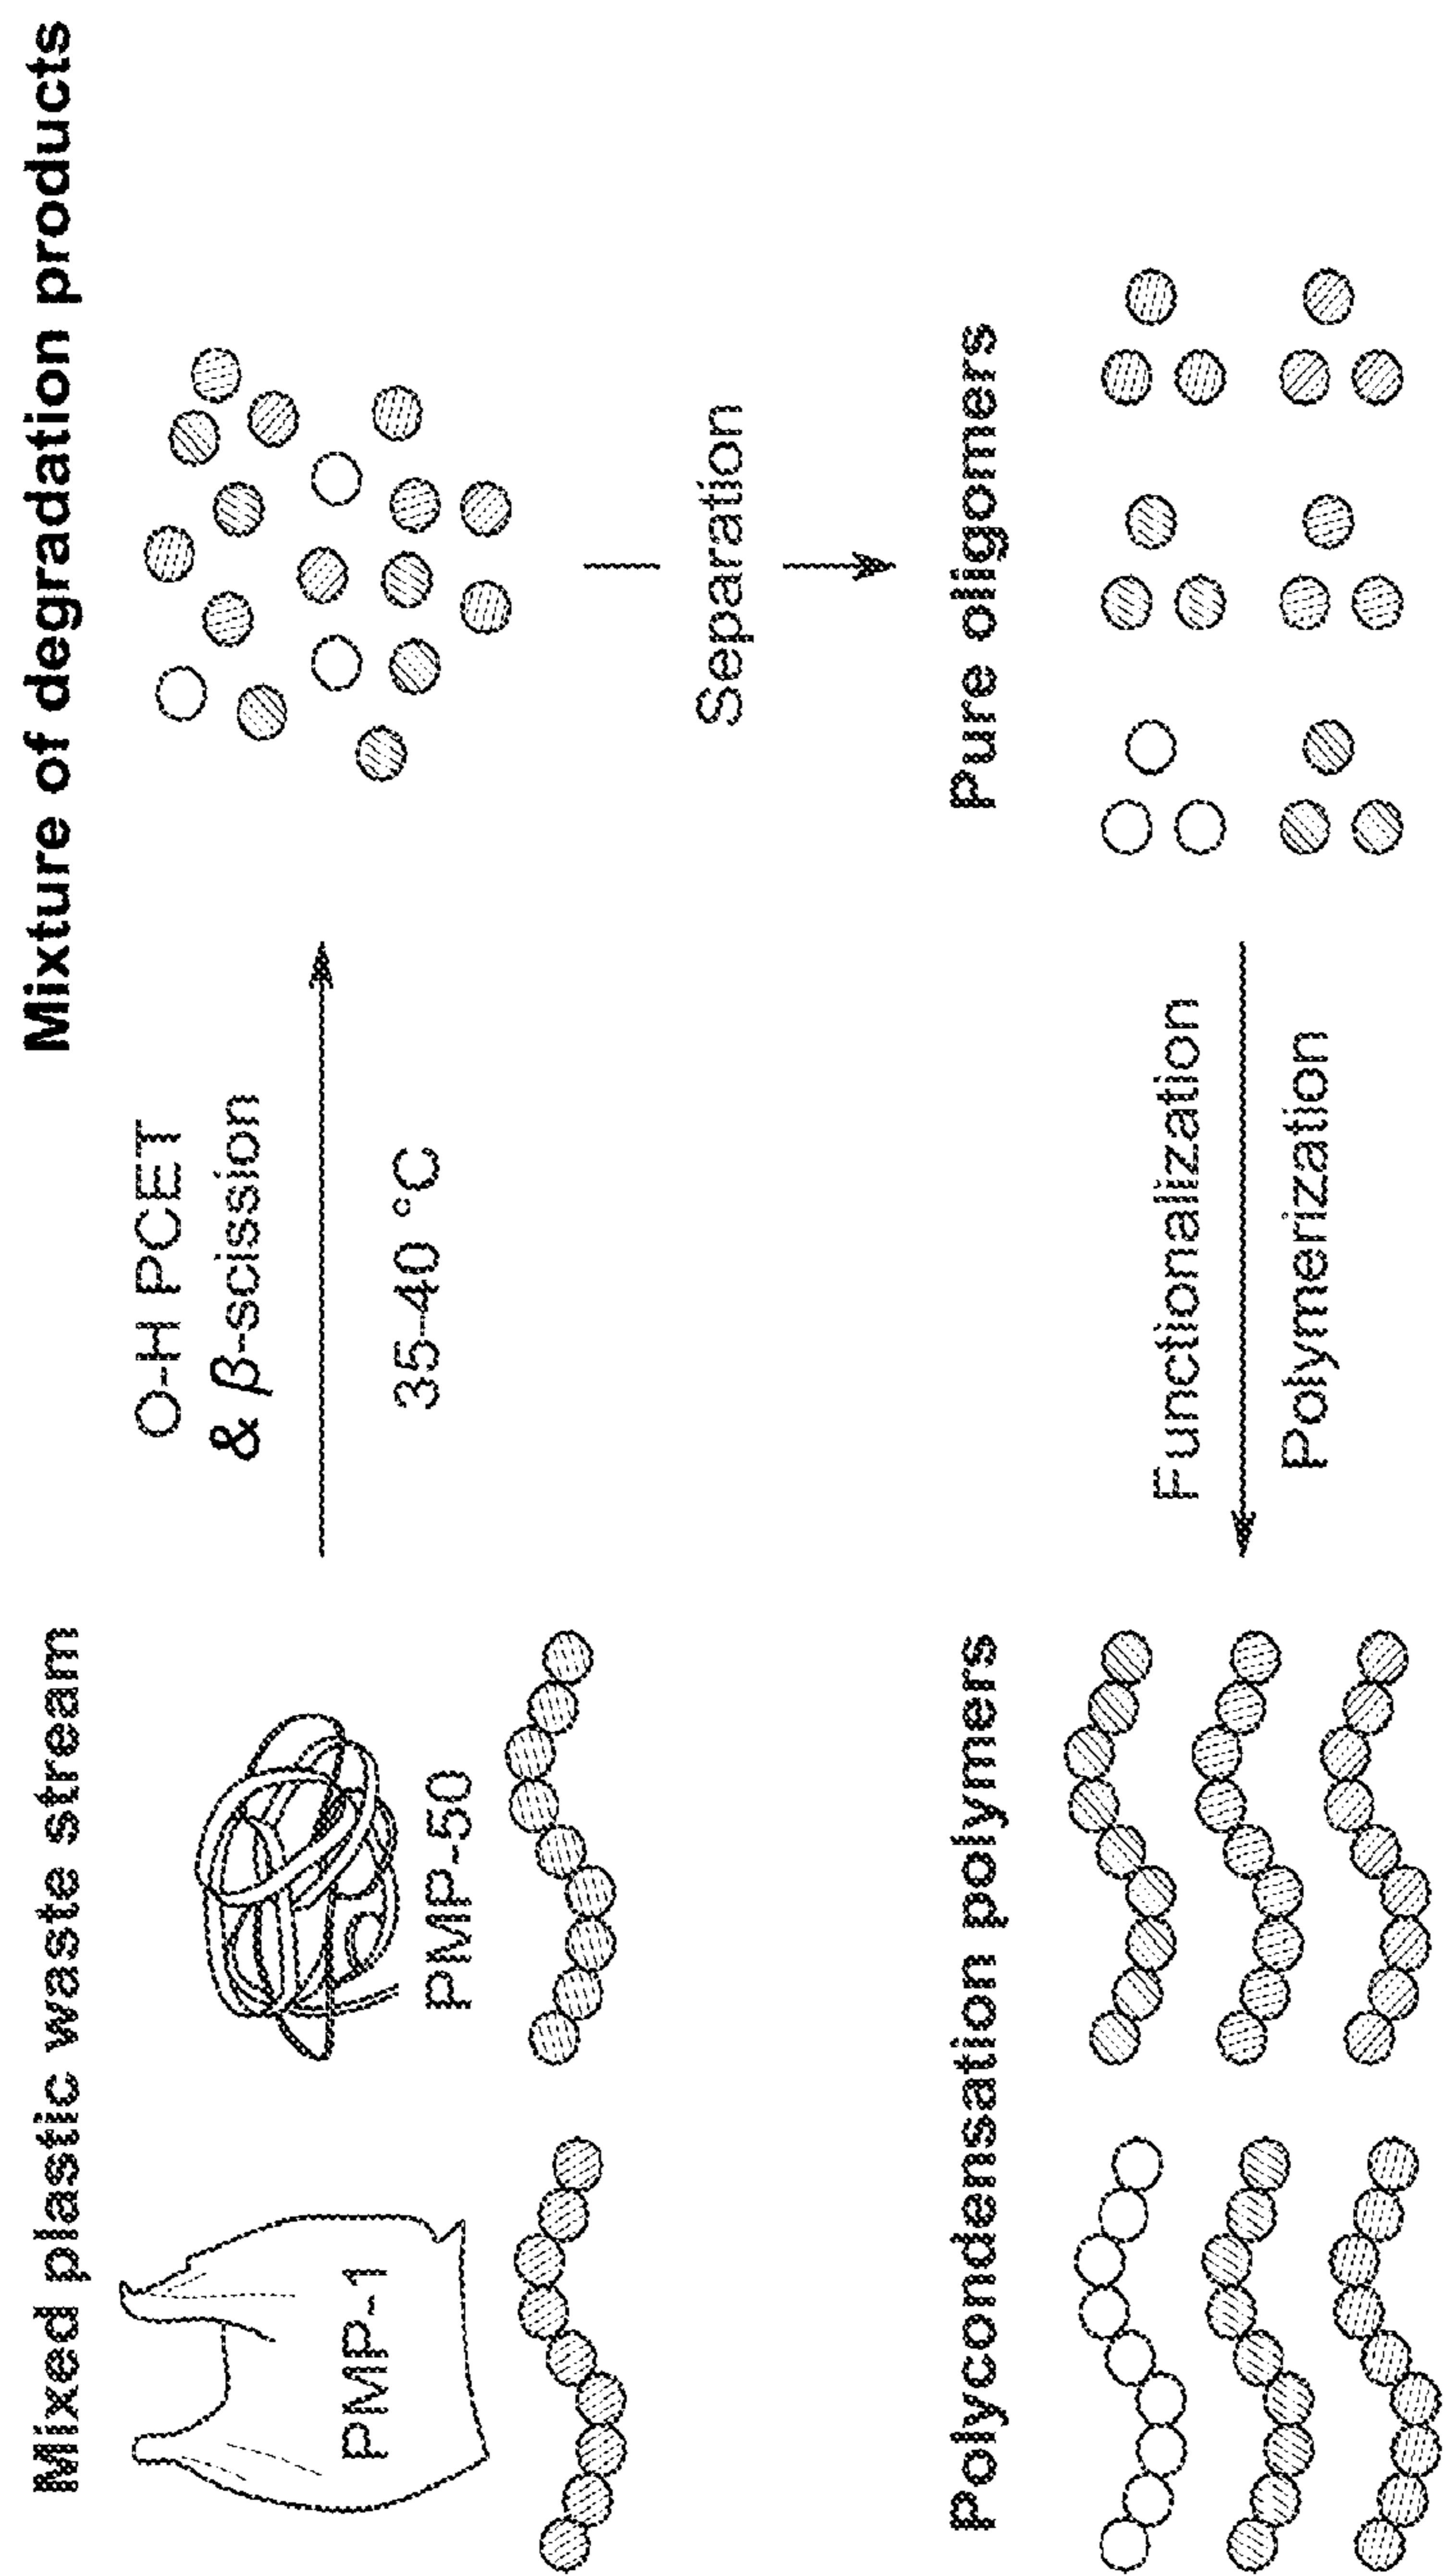 Mixed plastic waste stream
PMP-1
PMP-50
O-H PCET
& β-scission
35-40 °C
Mixture of degradation products
Separation
Pure oligomers
Functionalization
Polymerization
Polycondensation polymers